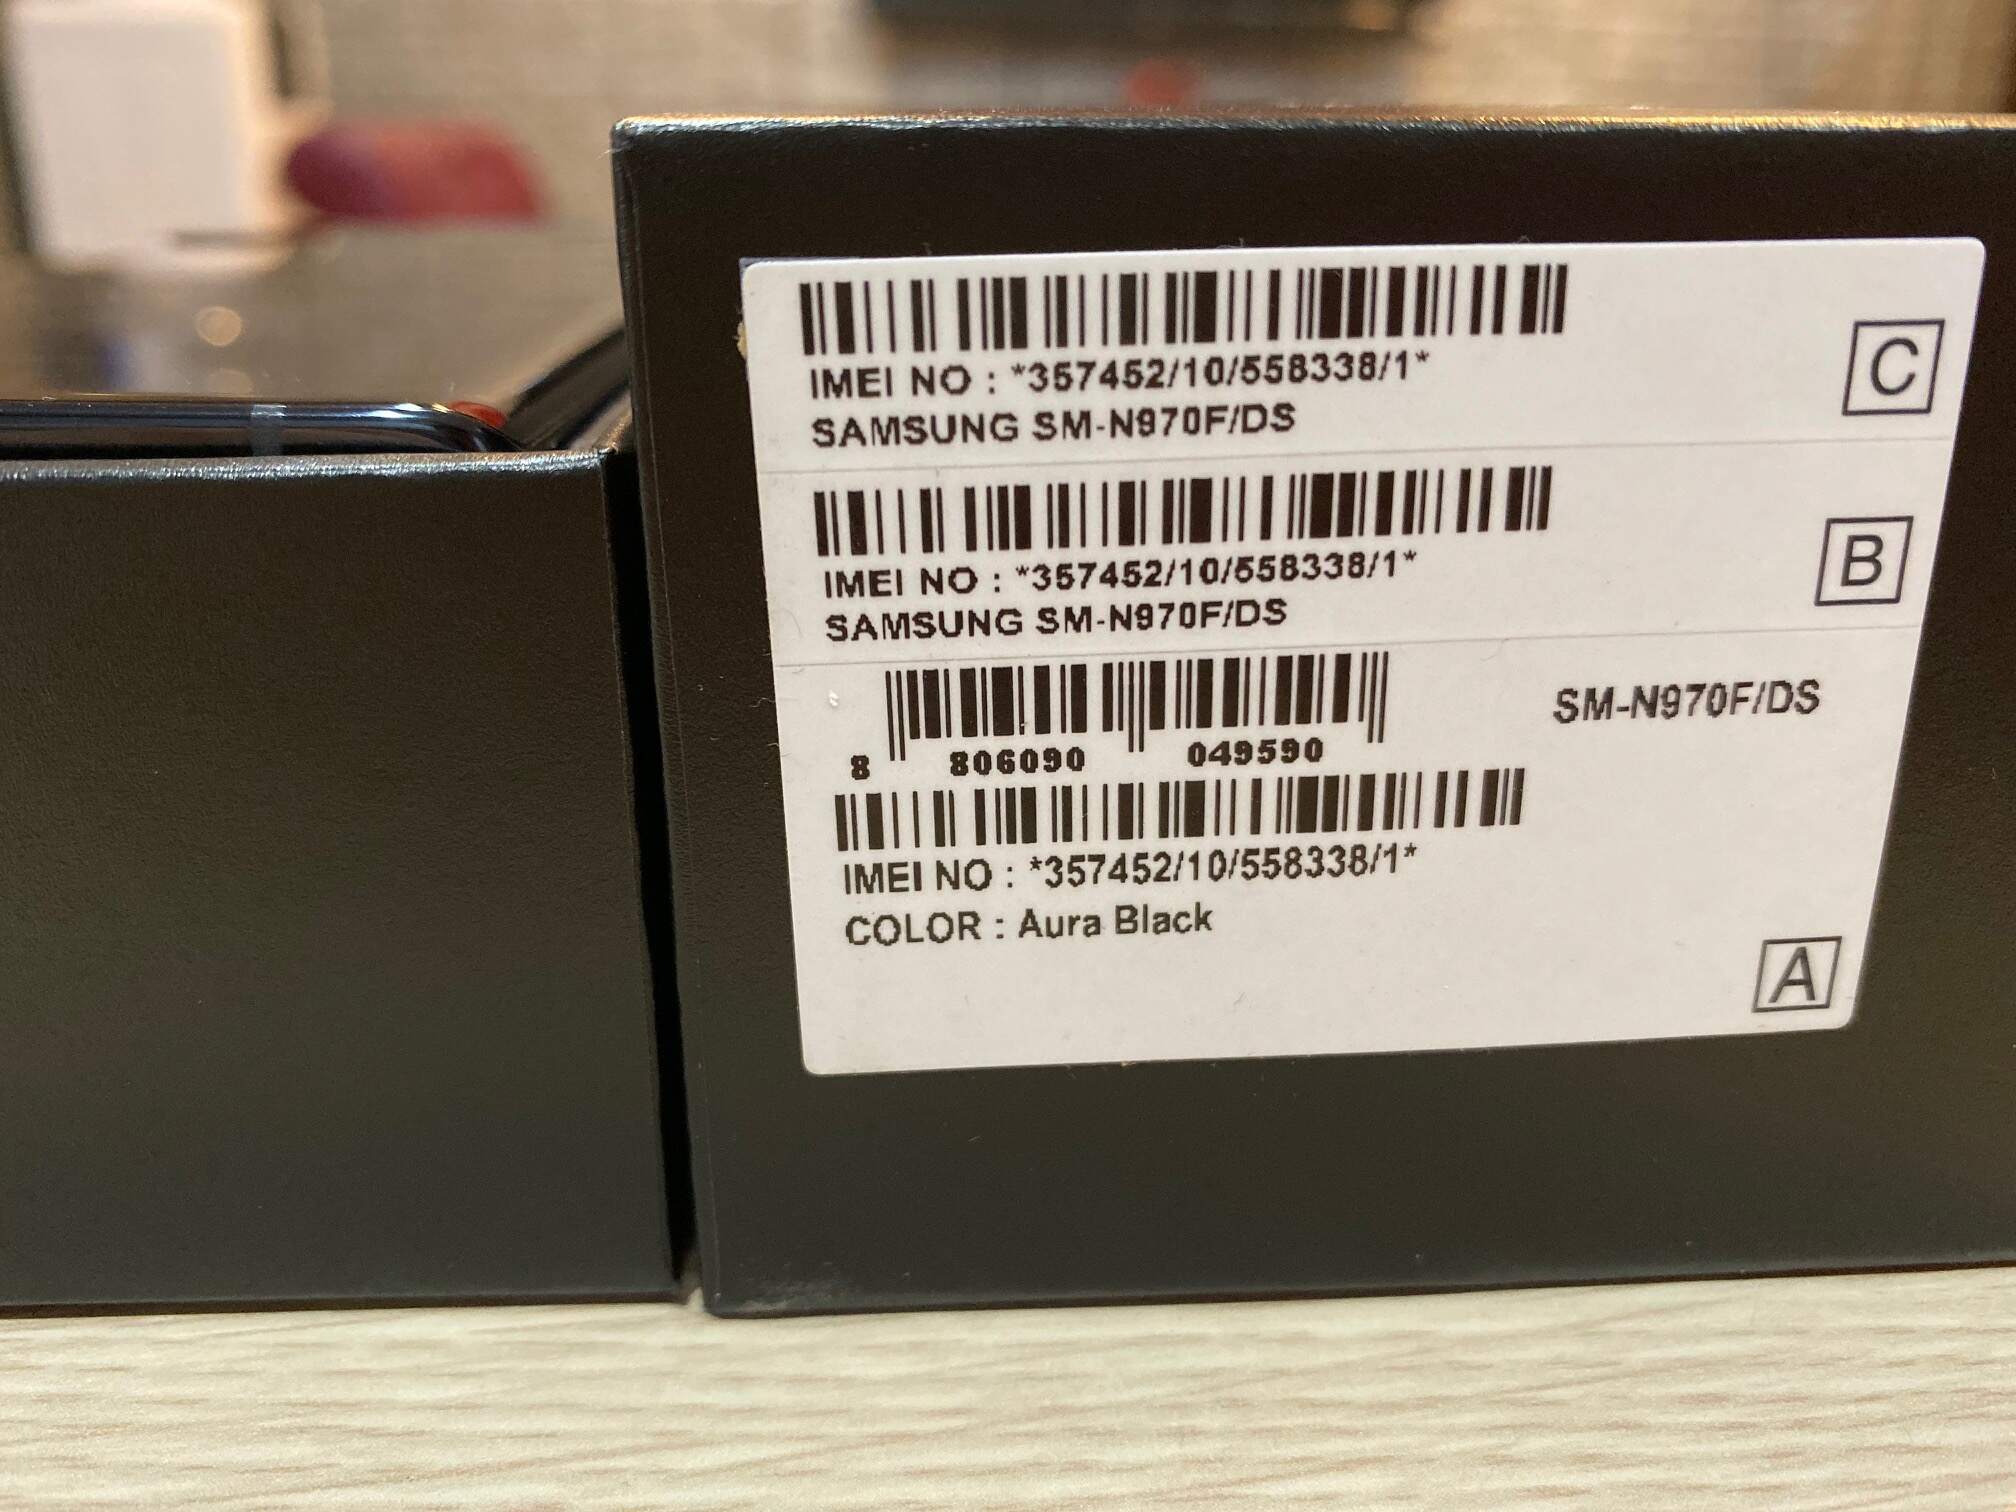 IMEI NO : *357452/10/558338/1*
SAMSUNG SM-N970F/DS
C
IMEI NO : *357452/10/558338/1*
SAMSUNG SM-N970F/DS
B
8 806090 049590
SM-N970F/DS
IMEI NO : *357452/10/558338/1*
COLOR : Aura Black
A